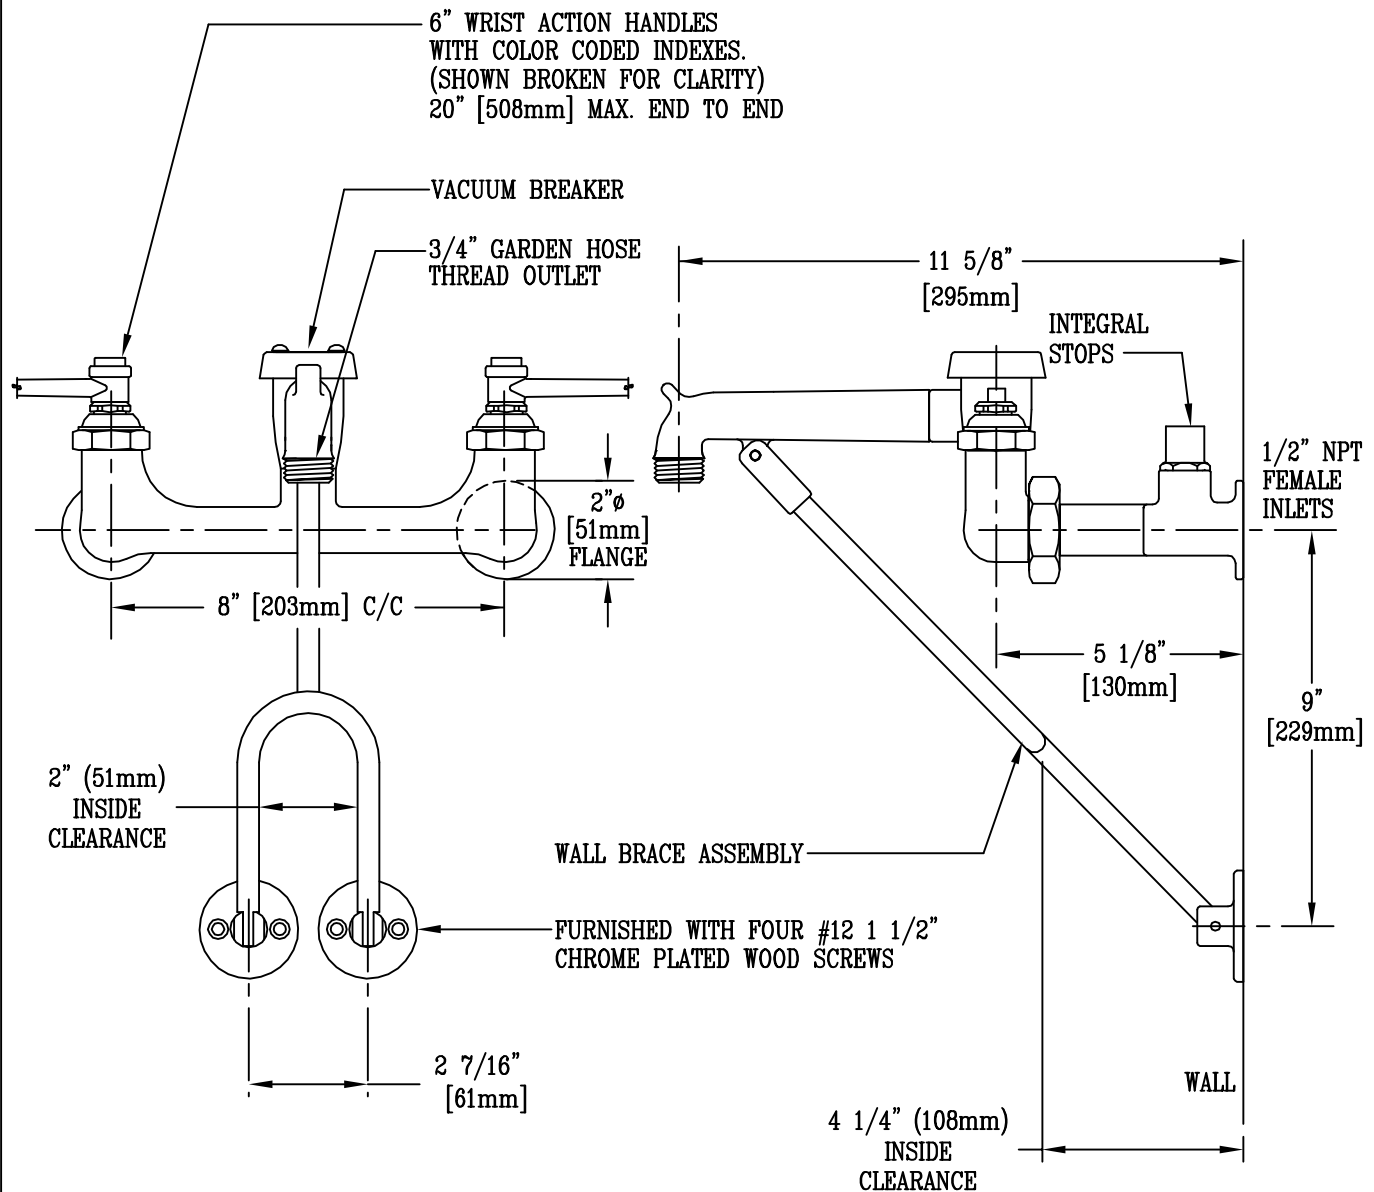 6" WRIST ACTION HANDLES
WITH COLOR CODED INDEXES.
(SHOWN BROKEN FOR CLARITY)
20" [508mm] MAX. END TO END
VACUUM BREAKER
3/4" GARDEN HOSE
THREAD OUTLET
11 5/8"
[295mm]
INTEGRAL
STOPS
1/2" NPT
FEMALE
INLETS
2"ø
[51mm]
FLANGE
8" [203mm] C/C
5 1/8"
[130mm]
9"
[229mm]
2" (51mm)
INSIDE
CLEARANCE
WALL BRACE ASSEMBLY
FURNISHED WITH FOUR #12 1 1/2"
CHROME PLATED WOOD SCREWS
2 7/16"
[61mm]
WALL
4 1/4" (108mm)
INSIDE
CLEARANCE